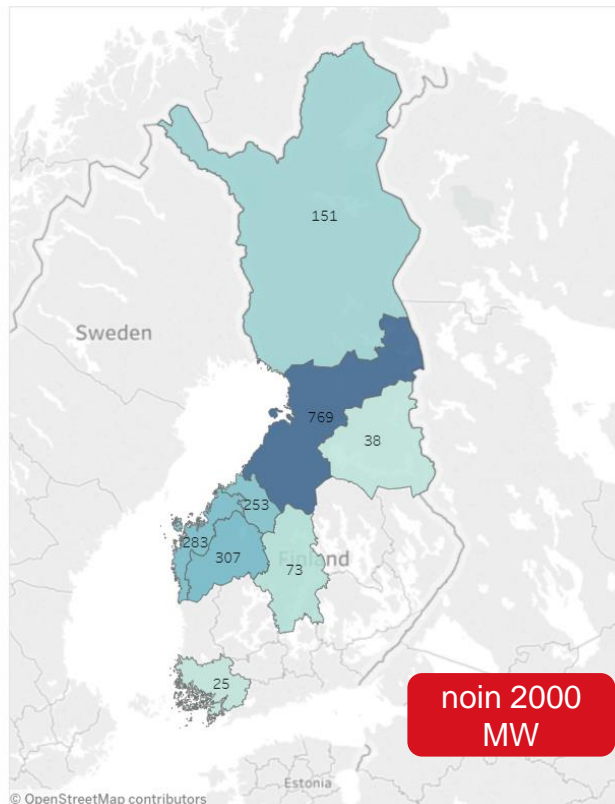 151
Sweden
769
38
253
283
307
Finland
73
25
noin 2000
MW
Estonia
© OpenStreetMap contributors